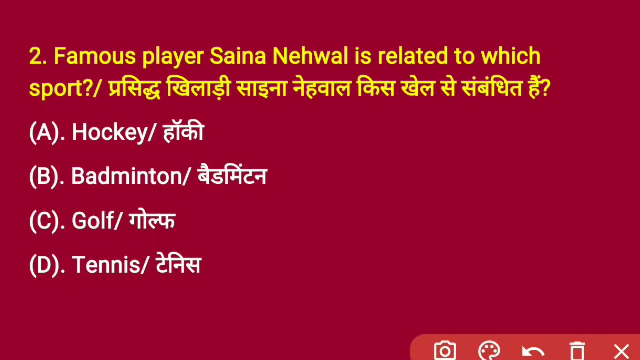 2. Famous player Saina Nehwal is related to which
sport?/ प्रसिद्ध खिलाड़ी साइना नेहवाल किस खेल से संबंधित हैं?
(A). Hockey/ हॉकी
(B). Badminton/ बैडमिंटन
(C). Golf/ गोल्फ
(D). Tennis/ टेनिस